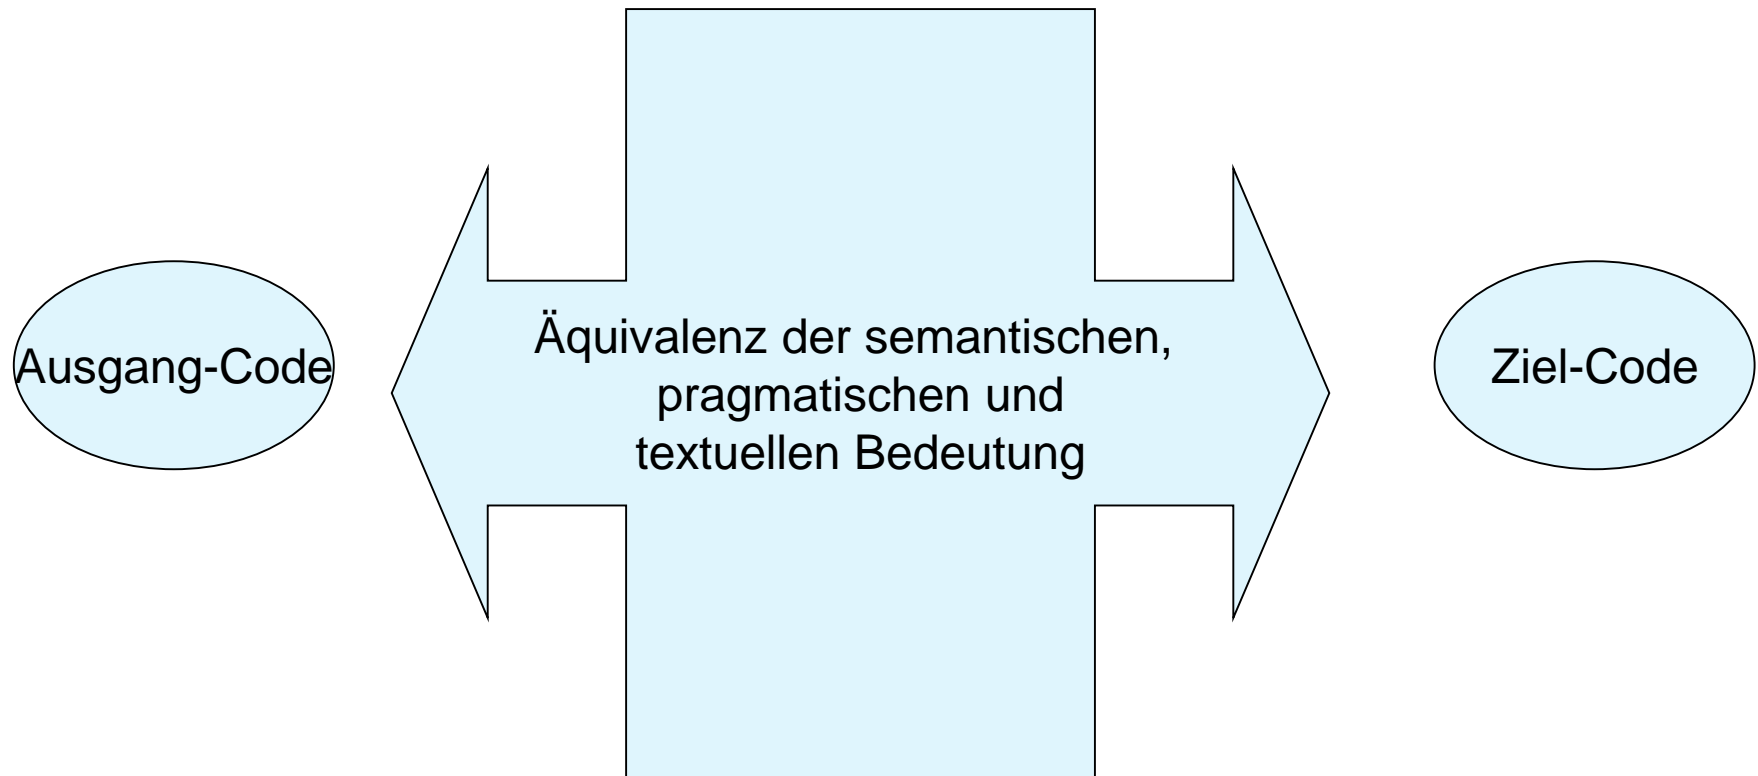 Ausgang-Code
Äquivalenz der semantischen,
pragmatischen und
textuellen Bedeutung
Ziel-Code